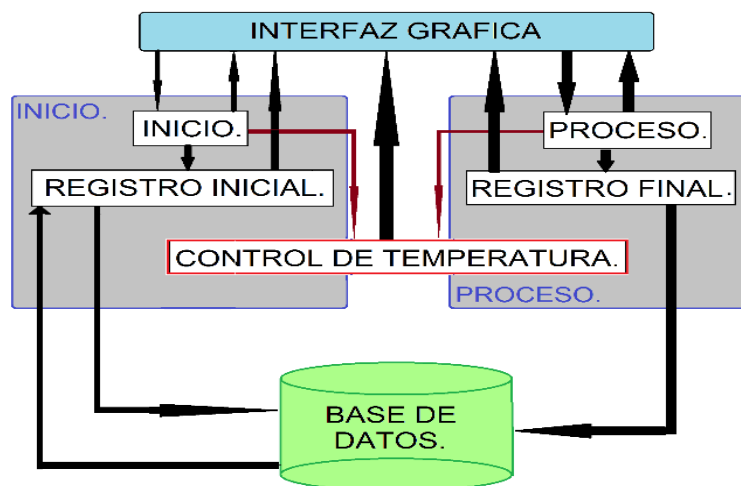 INTERFAZ GRAFICA
INICIO.
INICIO.
REGISTRO INICIAL.
PROCESO.
REGISTRO FINAL.
CONTROL DE TEMPERATURA.
PROCESO.
BASE DE
DATOS.